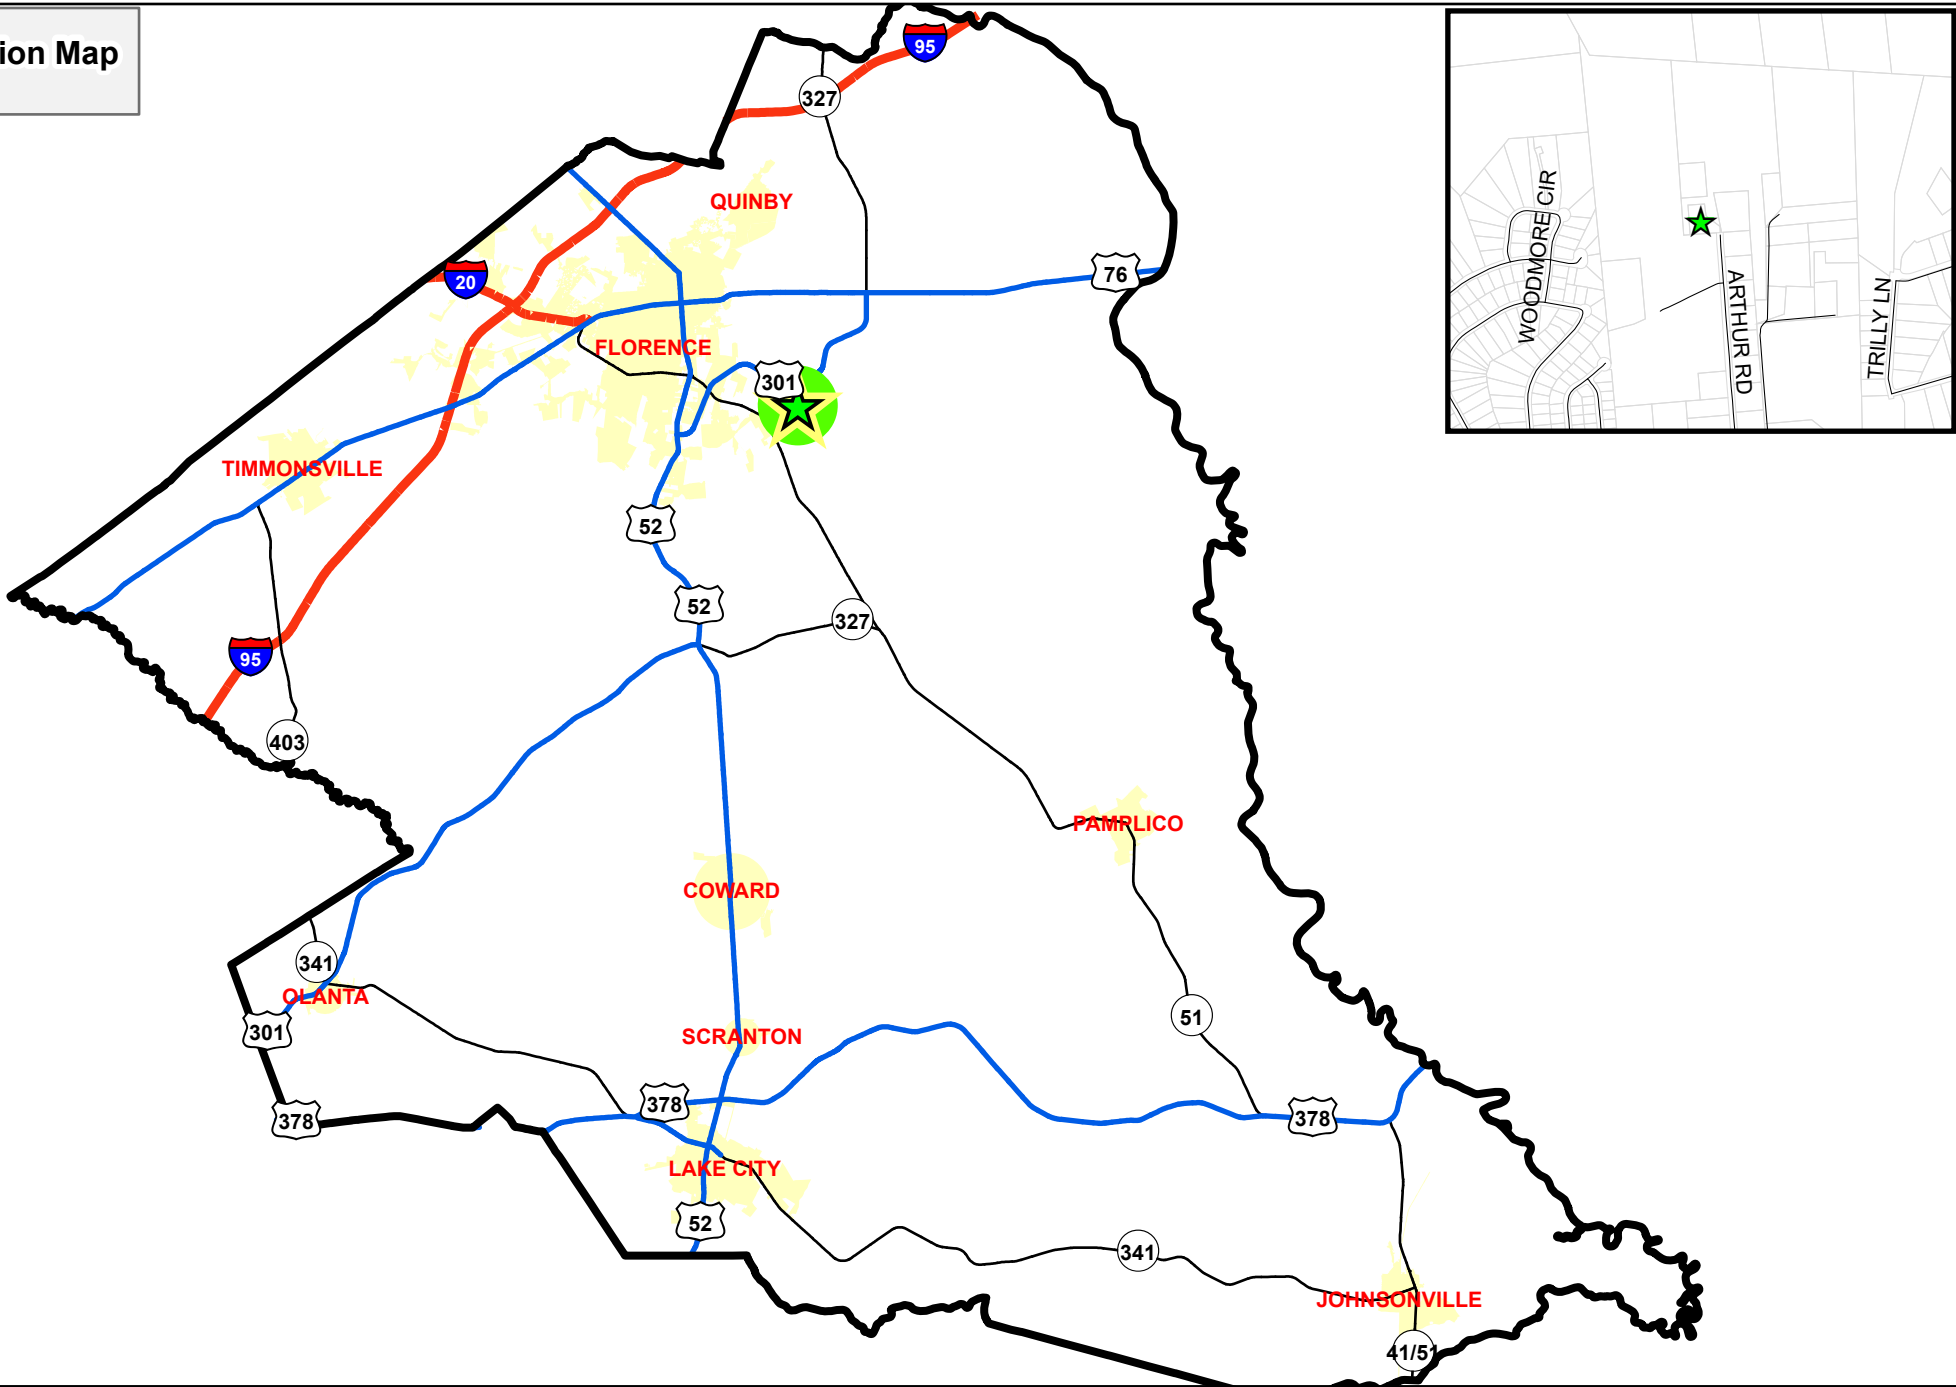 ion Map
95
327
QUINBY
20
76
FLORENCE
301
TIMMONSVILLE
52
52
327
95
403
PAMPLICO
COWARD
341
OLANTA
301
51
SCRANTON
378
378
378
LAKE CITY
52
341
JOHNSONVILLE
41/51
WOODMORE CIR
ARTHUR RD
TRILLY LN